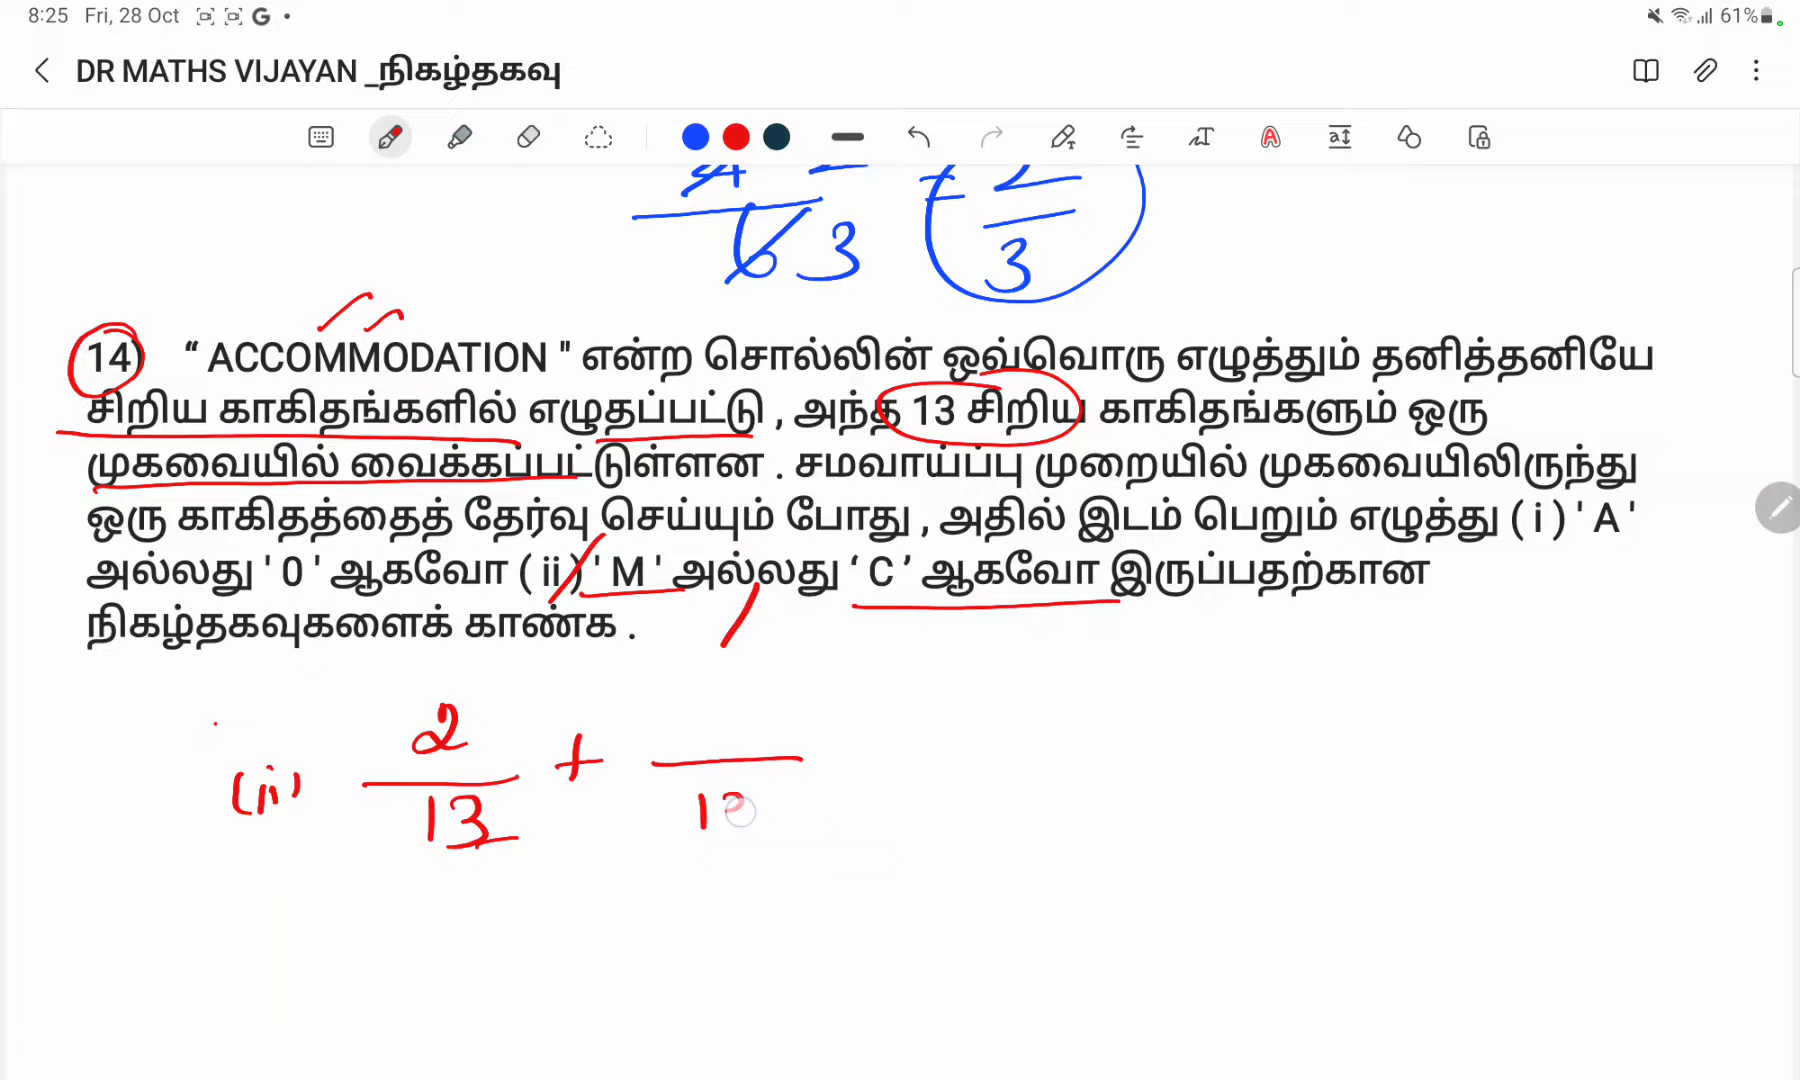 8:25 Fri, 28 Oct G 61%
DR MATHS VIJAYAN _நிகழ்தகவு
2
6 3 = 3
14) “ ACCOMMODATION " என்ற சொல்லின் ஒவ்வொரு எழுத்தும் தனித்தனியே
சிறிய காகிதங்களில் எழுதப்பட்டு , அந்த 13 சிறிய காகிதங்களும் ஒரு
முகவையில் வைக்கப்பட்டுள்ளன . சமவாய்ப்பு முறையில் முகவையிலிருந்து
ஒரு காகிதத்தைத் தேர்வு செய்யும் போது , அதில் இடம் பெறும் எழுத்து ( i ) ' A '
அல்லது ' 0 ' ஆகவோ ( ii ) ' M ' அல்லது ‘ C ’ ஆகவோ இருப்பதற்கான
நிகழ்தகவுகளைக் காண்க .
(ii) 2 +
13